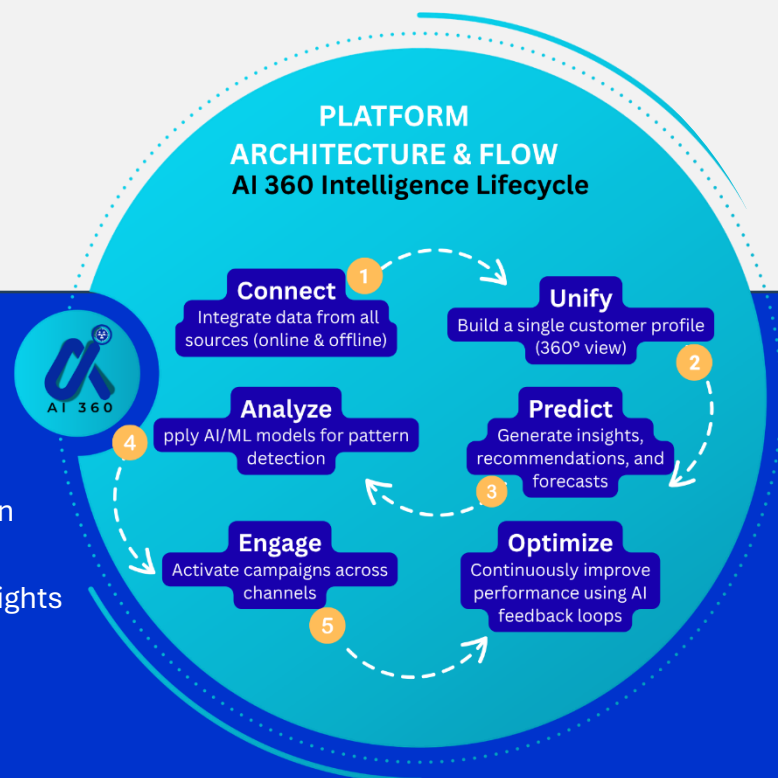 PLATFORM
ARCHITECTURE & FLOW
AI 360 Intelligence Lifecycle
1
Connect
Integrate data from all
sources (online & offline)
Unify
Build a single customer profile
(360° view)
2
Predict
Generate insights,
recommendations, and
forecasts
3
Analyze
pply AI/ML models for pattern
detection
4
Engage
Activate campaigns across
channels
5
Optimize
Continuously improve
performance using AI
feedback loops
AI 360
n
ights